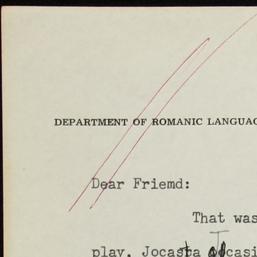 DEPARTMENT OF ROMANIC LANGUAG
Dear Friemd:
That was
play, Jocasta